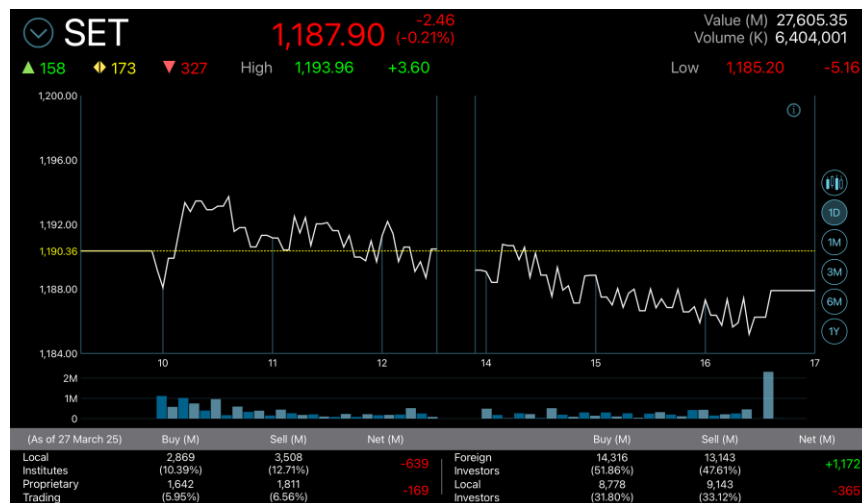 SET 1,187.90 -2.46 (-0.21%) Value (M) 27,605.35
Volume (K) 6,404,001
158 173 327 High 1,193.96 +3.60 Low 1,185.20 -5.16
1,200.00
1,196.00
1,192.00
1,190.36
1,188.00
1,184.00
1D
1M
3M
6M
1Y
10 11 12 14 15 16 17
2M
1M
0
(As of 27 March 25) Buy (M) Sell (M) Net (M) Buy (M) Sell (M) Net (M)
Local Institutes 2,869 (10.39%) 3,508 (12.71%) -639 Foreign Investors 14,316 (51.86%) 13,143 (47.61%) +1,172
Proprietary Trading 1,642 (5.95%) 1,811 (6.56%) -169 Local Investors 8,778 (31.80%) 9,143 (33.12%) -365